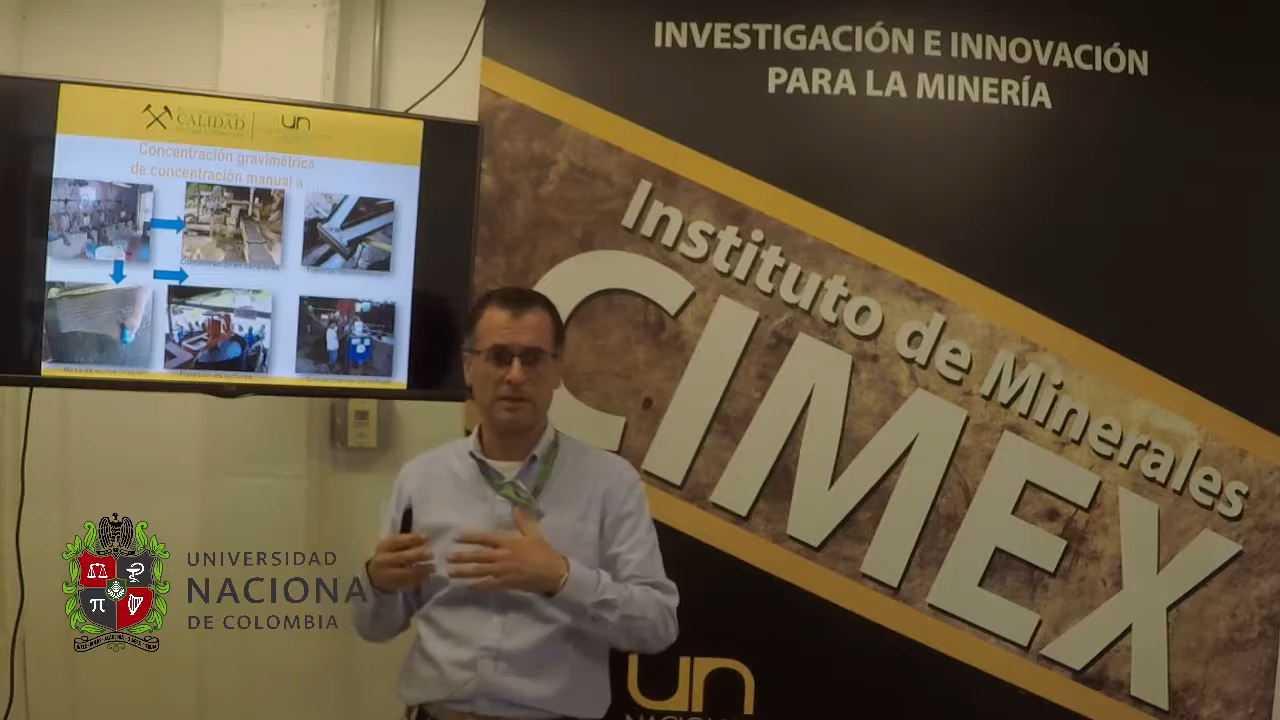 INVESTIGACIÓN E INNOVACIÓN
PARA LA MINERÍA
Instituto de Minerales
CIMEX
CALIDAD
un
Concentración gravimétrica
de concentración manual a
UNIVERSIDAD
NACIONA
DE COLOMBIA
π
un